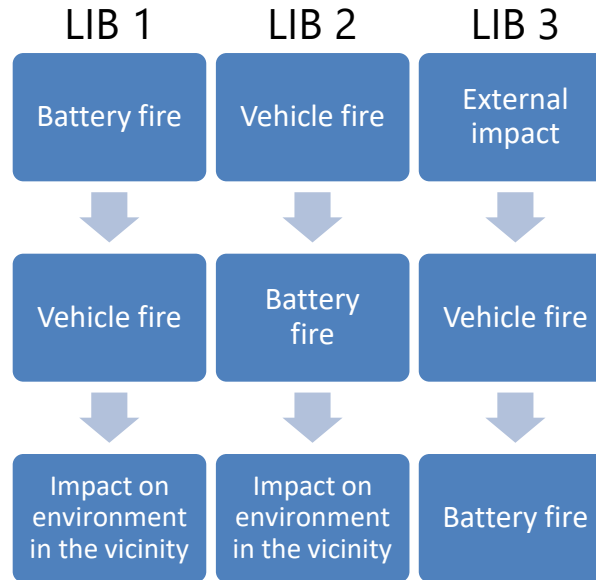 LIB 1
LIB 2
LIB 3
Battery fire
Vehicle fire
External
impact
Vehicle fire
Battery
fire
Vehicle fire
Impact on
environment
in the vicinity
Impact on
environment
in the vicinity
Battery fire